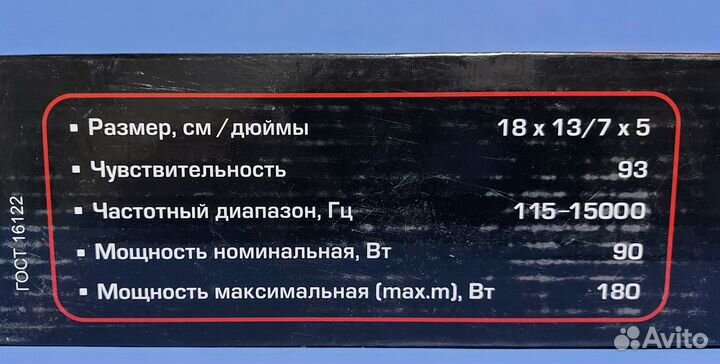 ▪ Размер, см / дюймы 18 x 13/7 x 5
▪ Чувствительность 93
▪ Частотный диапазон, Гц 115-15000
▪ Мощность номинальная, Вт 90
▪ Мощность максимальная (max.m), Вт 180
ГОСТ 16122
Avito